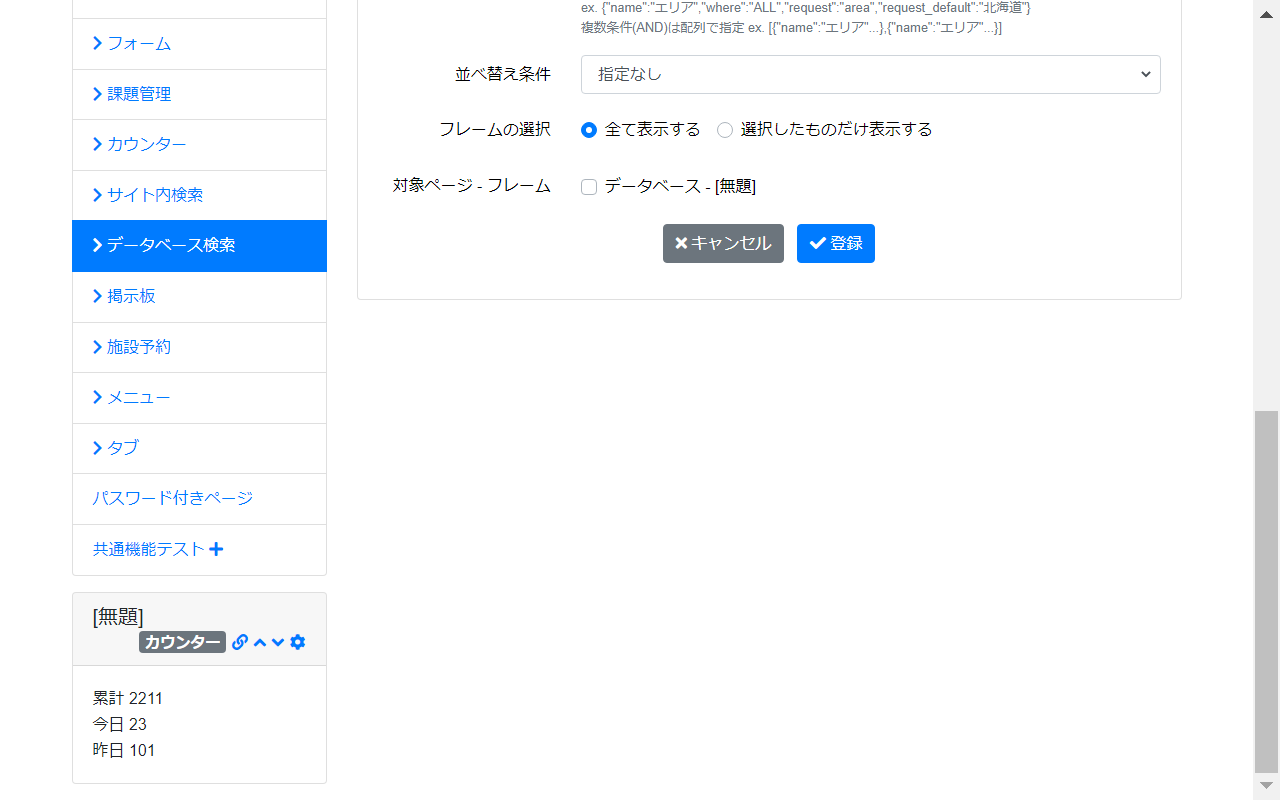 フォーム
課題管理
カウンター
サイト内検索
データベース検索
掲示板
施設予約
メニュー
タブ
パスワード付きページ
共通機能テスト
[無題]
カウンター
累計 2211
今日 23
昨日 101
ex. {"name":"エリア","where":"ALL","request":"area","request_default":"北海道"}
複数条件(AND)は配列で指定 ex. [{"name":"エリア"...},{"name":"エリア"...}]
並べ替え条件 指定なし
フレームの選択 全て表示する 選択したものだけ表示する
対象ページ - フレーム データベース - [無題]
キャンセル 登録